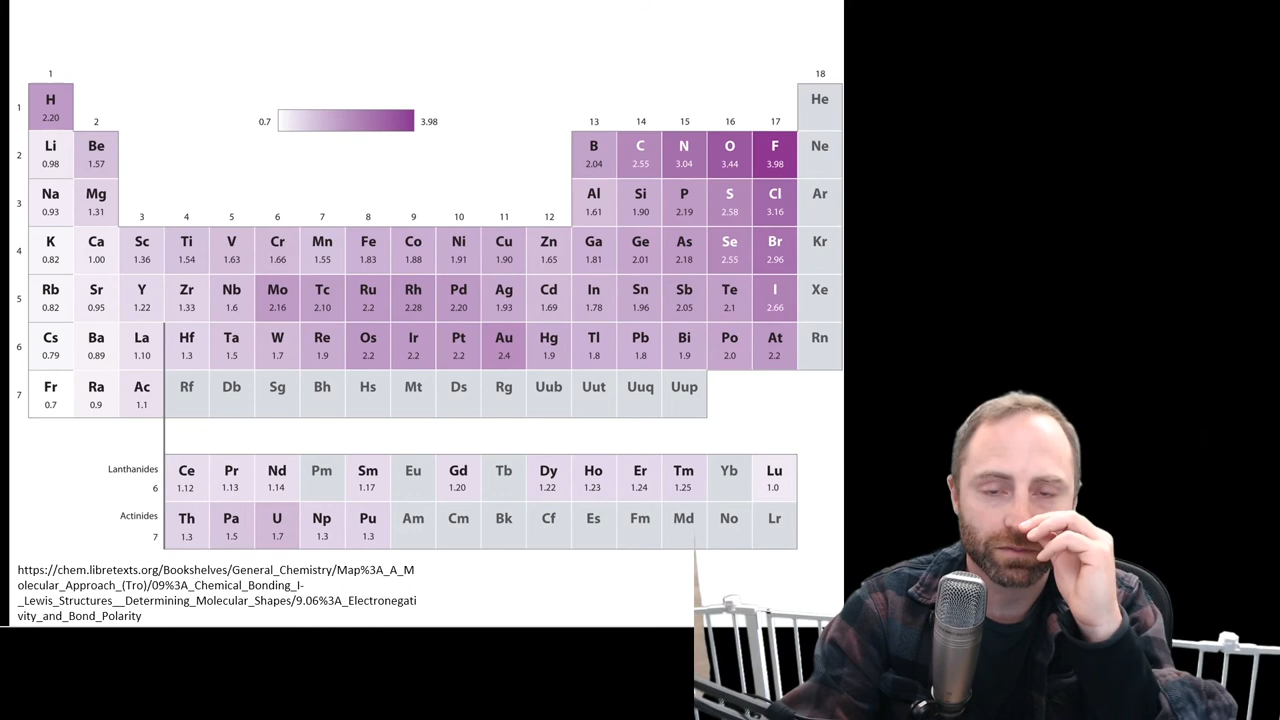 1 18
1 H 2.20 2 0.7 3.98 13 14 15 16 17 He
2 Li 0.98 Be 1.57 B 2.04 C 2.55 N 3.04 O 3.44 F 3.98 Ne
3 Na 0.93 Mg 1.31 3 4 5 6 7 8 9 10 11 12 Al 1.61 Si 1.90 P 2.19 S 2.58 Cl 3.16 Ar
4 K 0.82 Ca 1.00 Sc 1.36 Ti 1.54 V 1.63 Cr 1.66 Mn 1.55 Fe 1.83 Co 1.88 Ni 1.91 Cu 1.90 Zn 1.65 Ga 1.81 Ge 2.01 As 2.18 Se 2.55 Br 2.96 Kr
5 Rb 0.82 Sr 0.95 Y 1.22 Zr 1.33 Nb 1.6 Mo 2.16 Tc 2.10 Ru 2.2 Rh 2.28 Pd 2.20 Ag 1.93 Cd 1.69 In 1.78 Sn 1.96 Sb 2.05 Te 2.1 I 2.66 Xe
6 Cs 0.79 Ba 0.89 La 1.10 Hf 1.3 Ta 1.5 W 1.7 Re 1.9 Os 2.2 Ir 2.2 Pt 2.2 Au 2.4 Hg 1.9 Tl 1.8 Pb 1.8 Bi 1.9 Po 2.0 At 2.2 Rn
7 Fr 0.7 Ra 0.9 Ac 1.1 Rf Db Sg Bh Hs Mt Ds Rg Uub Uut Uuq Uup
Lanthanides 6 Ce 1.12 Pr 1.13 Nd 1.14 Pm Sm 1.17 Eu Gd 1.20 Tb Dy 1.22 Ho 1.23 Er 1.24 Tm 1.25 Yb Lu 1.0
Actinides 7 Th 1.3 Pa 1.5 U 1.7 Np 1.3 Pu 1.3 Am Cm Bk Cf Es Fm Md No Lr
https://chem.libretexts.org/Bookshelves/General_Chemistry/Map%3A_A_M
olecular_Approach_(Tro)/09%3A_Chemical_Bonding_I-
_Lewis_Structures__Determining_Molecular_Shapes/9.06%3A_Electronegati
vity_and_Bond_Polarity